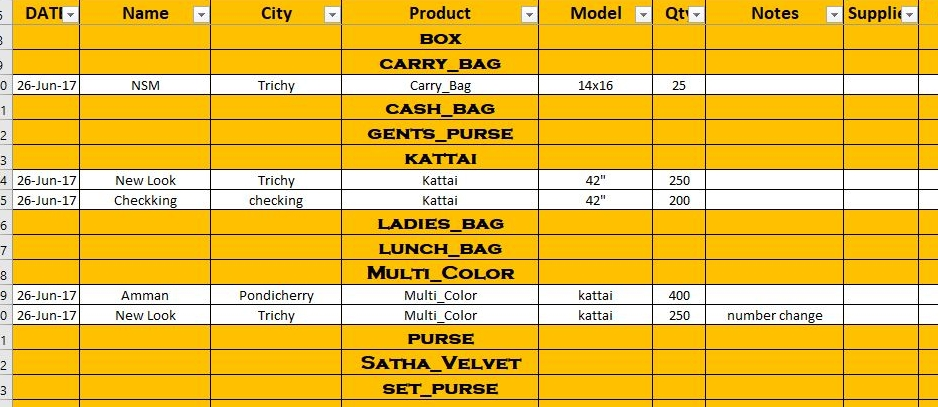 DATE Name City Product Model Qty Notes Supplie
BOX
CARRY_BAG
26-Jun-17 NSM Trichy Carry_Bag 14x16 25
CASH_BAG
GENTS_PURSE
KATTAI
26-Jun-17 New Look Trichy Kattai 42" 250
26-Jun-17 Checkking checking Kattai 42" 200
LADIES_BAG
LUNCH_BAG
MULTI_COLOR
26-Jun-17 Amman Pondicherry Multi_Color kattai 400
26-Jun-17 New Look Trichy Multi_Color kattai 250 number change
PURSE
SATHA_VELVET
SET_PURSE